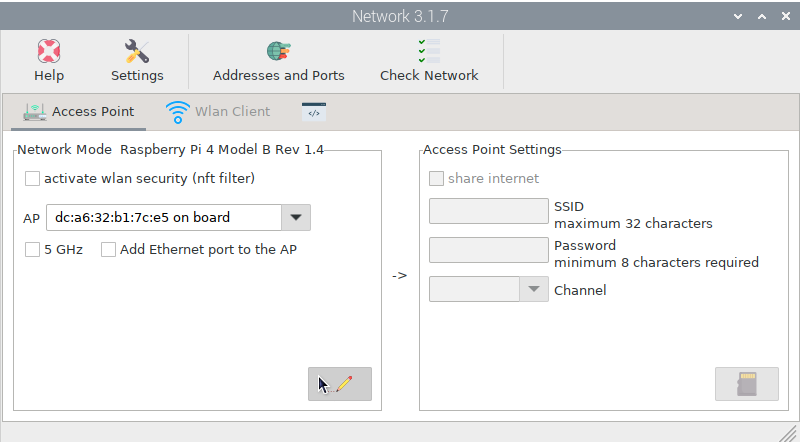 Network 3.1.7
Help
Settings
Addresses and Ports
Check Network
Access Point
Wlan Client
</>
Network Mode  Raspberry Pi 4 Model B Rev 1.4
activate wlan security (nft filter)
AP
dc:a6:32:b1:7c:e5 on board
5 GHz
Add Ethernet port to the AP
->
Access Point Settings
share internet
SSID
maximum 32 characters
Password
minimum 8 characters required
Channel